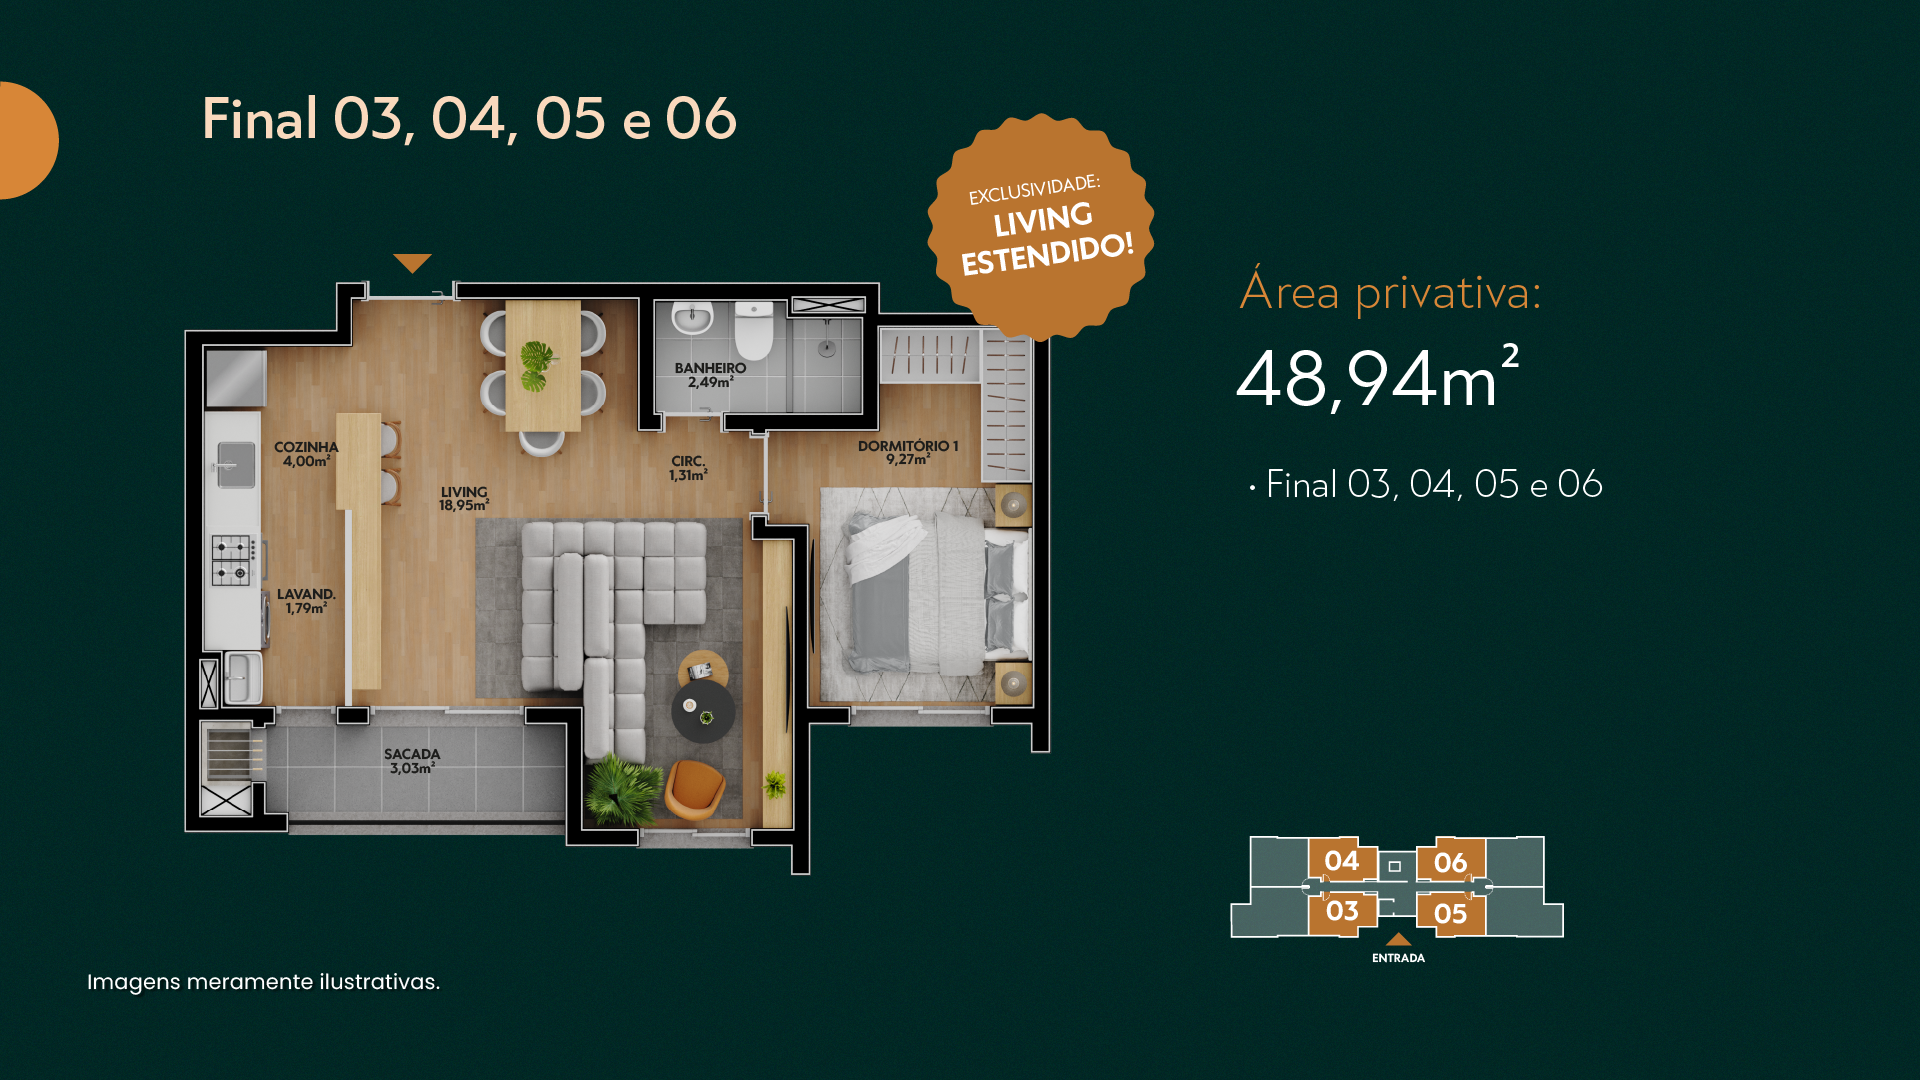 Final 03, 04, 05 e 06
EXCLUSIVIDADE:
LIVING
ESTENDIDO!
Área privativa:
48,94m²
• Final 03, 04, 05 e 06
BANHEIRO
2,49m²
COZINHA
4,00m²
LIVING
18,95m²
CIRC.
1,31m²
DORMITÓRIO 1
9,27m²
LAVAND.
1,79m²
SACADA
3,03m²
04
06
03
05
ENTRADA
Imagens meramente ilustrativas.